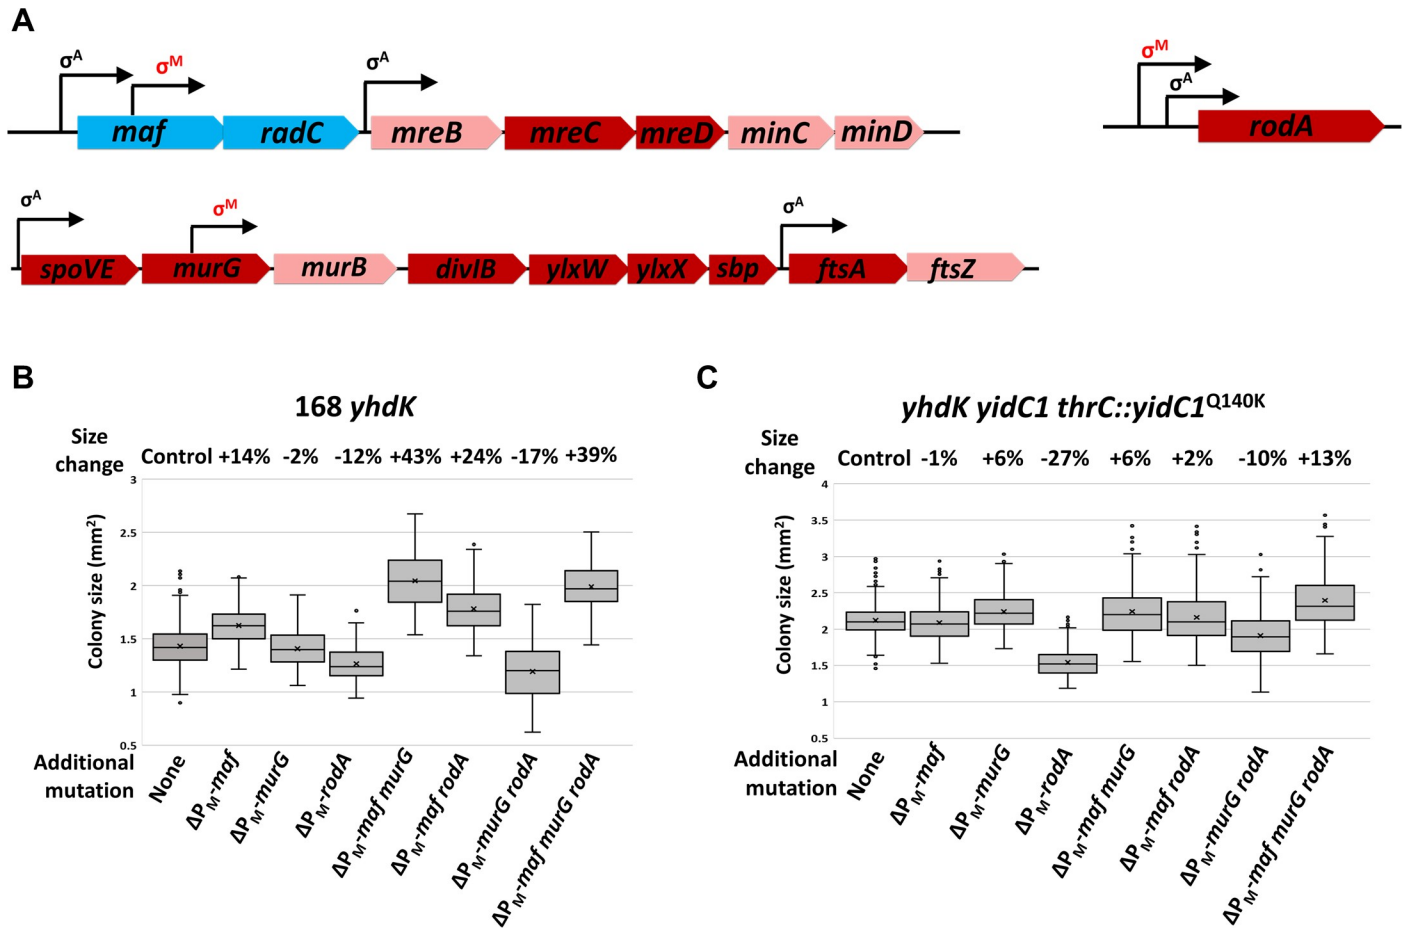 A
σA
σM
σA
maf
radC
mreB
mreC
mreD
minC
minD
σM
σA
rodA
σA
σM
σA
spoVE
murG
murB
divIB
ylxW
ylxX
sbp
ftsA
ftsZ
B
168 yhdK
Size
change
Control +14% -2% -12% +43% +24% -17% +39%
Colony size (mm²)
3
2.5
2
1.5
1
0.5
Additional
mutation
None
ΔPM-maf
ΔPM-murG
ΔPM-rodA
ΔPM-maf murG
ΔPM-maf rodA
ΔPM-murG rodA
ΔPM-maf murG rodA
C
yhdK yidC1 thrC::yidC1Q140K
Size
change
Control -1% +6% -27% +6% +2% -10% +13%
Colony size (mm²)
4
3.5
3
2.5
2
1.5
1
0.5
Additional
mutation
None
ΔPM-maf
ΔPM-murG
ΔPM-rodA
ΔPM-maf murG
ΔPM-maf rodA
ΔPM-murG rodA
ΔPM-maf murG rodA